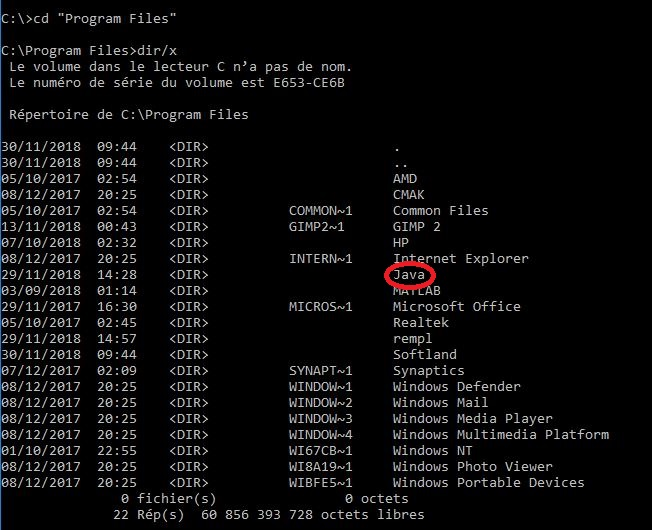 C:\>cd "Program Files"
C:\Program Files>dir/x
Le volume dans le lecteur C n’a pas de nom.
Le numéro de série du volume est E653-CE6B
Répertoire de C:\Program Files
30/11/2018 09:44 <DIR> .
30/11/2018 09:44 <DIR> ..
05/10/2017 02:54 <DIR> AMD
08/12/2017 20:25 <DIR> CMAK
05/10/2017 02:54 <DIR> COMMON~1 Common Files
13/11/2018 00:43 <DIR> GIMP2~1 GIMP 2
07/10/2018 02:32 <DIR> HP
08/12/2017 20:25 <DIR> INTERN~1 Internet Explorer
29/11/2018 14:28 <DIR> Java
03/09/2018 01:14 <DIR> MATLAB
29/11/2017 16:30 <DIR> MICROS~1 Microsoft Office
05/10/2017 02:45 <DIR> Realtek
29/11/2018 14:57 <DIR> rempl
30/11/2018 09:44 <DIR> Softland
07/12/2017 02:09 <DIR> SYNAPT~1 Synaptics
08/12/2017 20:25 <DIR> WINDOW~1 Windows Defender
08/12/2017 20:25 <DIR> WINDOW~2 Windows Mail
08/12/2017 20:25 <DIR> WINDOW~3 Windows Media Player
08/12/2017 20:25 <DIR> WINDOW~4 Windows Multimedia Platform
01/10/2017 22:55 <DIR> WI67CB~1 Windows NT
08/12/2017 20:25 <DIR> WI8A19~1 Windows Photo Viewer
08/12/2017 20:25 <DIR> WIBFE5~1 Windows Portable Devices
0 fichier(s) 0 octets
22 Rép(s) 60 856 393 728 octets libres